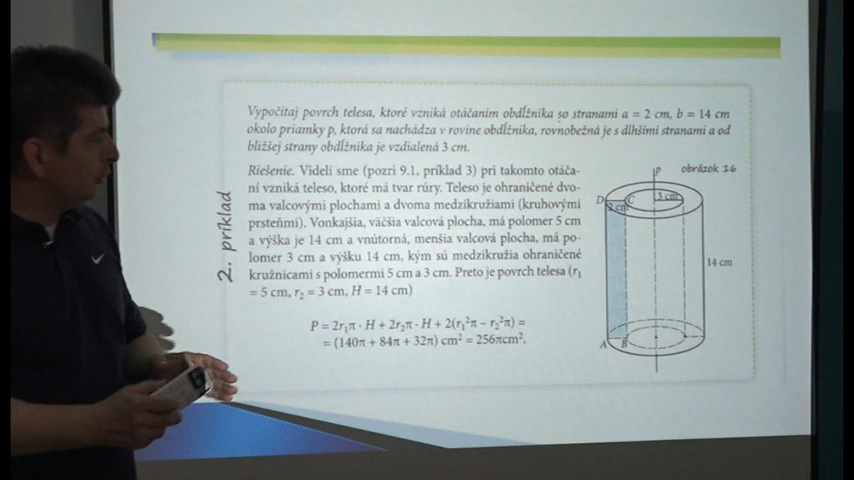 Vypočítaj povrch telesa, ktoré vzniká otáčaním obdĺžnika so stranami a = 2 cm, b = 14 cm
okolo priamky p, ktorá sa nachádza v rovine obdĺžnika, rovnobežná je s dlhšími stranami a od
bližšej strany obdĺžnika je vzdialená 3 cm.
2. príklad
Riešenie. Videli sme (pozri 9.1, príklad 3) pri takomto otáča-
ní vzniká teleso, ktoré má tvar rúry. Teleso je ohraničené dvo-
ma valcovými plochami a dvoma medzikružiami (kruhovými
prsteňmi). Vonkajšia, väčšia valcová plocha, má polomer 5 cm
a výška je 14 cm a vnútorná, menšia valcová plocha, má po-
lomer 3 cm a výšku 14 cm, kým sú medzikružia ohraničené
kružnicami s polomermi 5 cm a 3 cm. Preto je povrch telesa (r₁
= 5 cm, r₂ = 3 cm, H = 14 cm)
P = 2r₁π · H + 2r₂π · H + 2(r₁²π − r₂²π) =
= (140π + 84π + 32π) cm² = 256πcm².
obrázok 16
P
D
C
3 cm
2 cm
14 cm
A
B